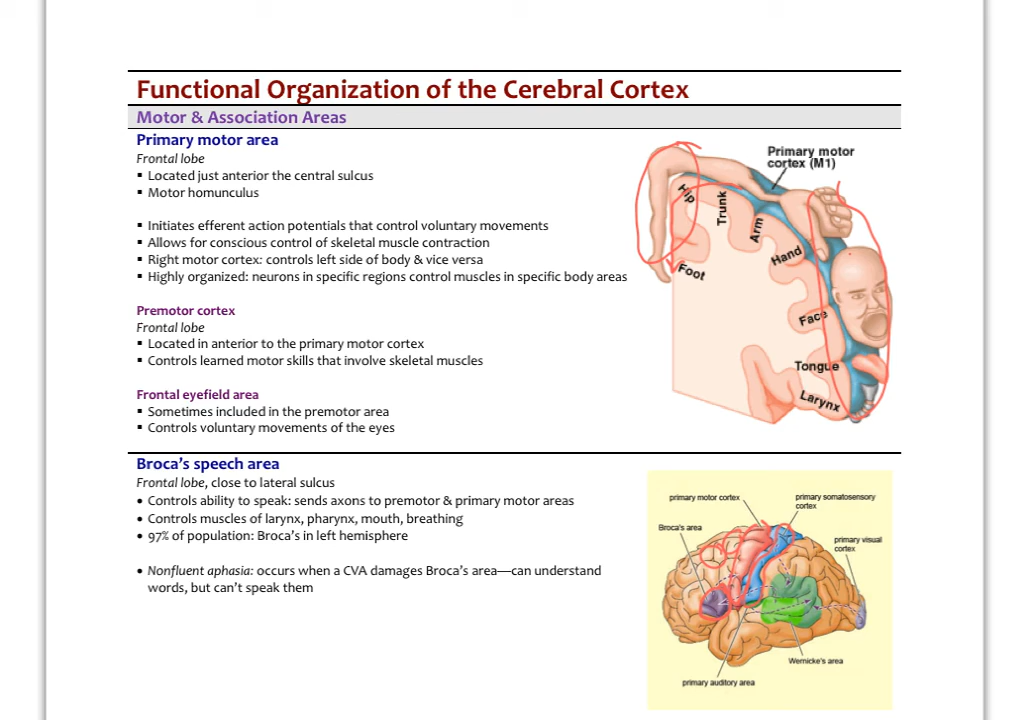 Functional Organization of the Cerebral Cortex
Motor & Association Areas
Primary motor area
Frontal lobe
▪ Located just anterior the central sulcus
▪ Motor homunculus
▪ Initiates efferent action potentials that control voluntary movements
▪ Allows for conscious control of skeletal muscle contraction
▪ Right motor cortex: controls left side of body & vice versa
▪ Highly organized: neurons in specific regions control muscles in specific body areas
Premotor cortex
Frontal lobe
▪ Located in anterior to the primary motor cortex
▪ Controls learned motor skills that involve skeletal muscles
Frontal eyefield area
▪ Sometimes included in the premotor area
▪ Controls voluntary movements of the eyes
Primary motor
cortex (M1)
Hip
Trunk
Arm
Hand
Foot
Face
Tongue
Larynx
Broca's speech area
Frontal lobe, close to lateral sulcus
• Controls ability to speak: sends axons to premotor & primary motor areas
• Controls muscles of larynx, pharynx, mouth, breathing
• 97% of population: Broca's in left hemisphere
• Nonfluent aphasia: occurs when a CVA damages Broca's area—can understand
words, but can't speak them
primary motor cortex
primary somatosensory
cortex
Broca's area
primary visual
cortex
Wernicke's area
primary auditory area